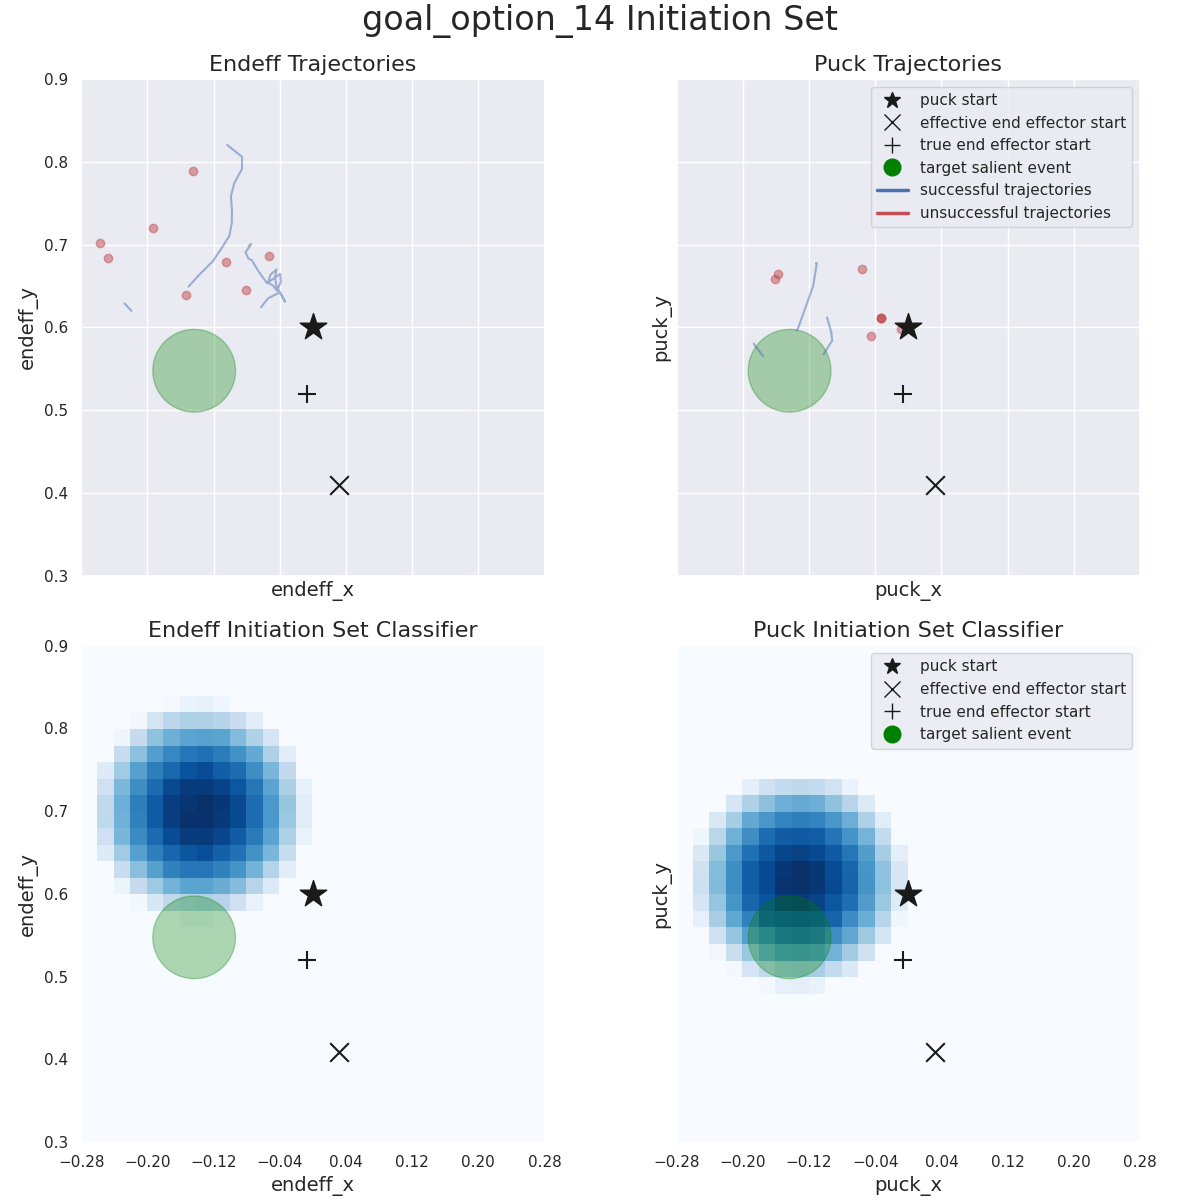 goal_option_14 Initiation Set
Endeff Trajectories
0.9
0.8
0.7
0.6
0.5
0.4
0.3
endeff_y
endeff_x
Puck Trajectories
puck start
effective end effector start
true end effector start
target salient event
successful trajectories
unsuccessful trajectories
puck_y
puck_x
Endeff Initiation Set Classifier
0.9
0.8
0.7
0.6
0.5
0.4
0.3
endeff_y
−0.28 −0.20 −0.12 −0.04 0.04 0.12 0.20 0.28
endeff_x
Puck Initiation Set Classifier
puck start
effective end effector start
true end effector start
target salient event
puck_y
−0.28 −0.20 −0.12 −0.04 0.04 0.12 0.20 0.28
puck_x